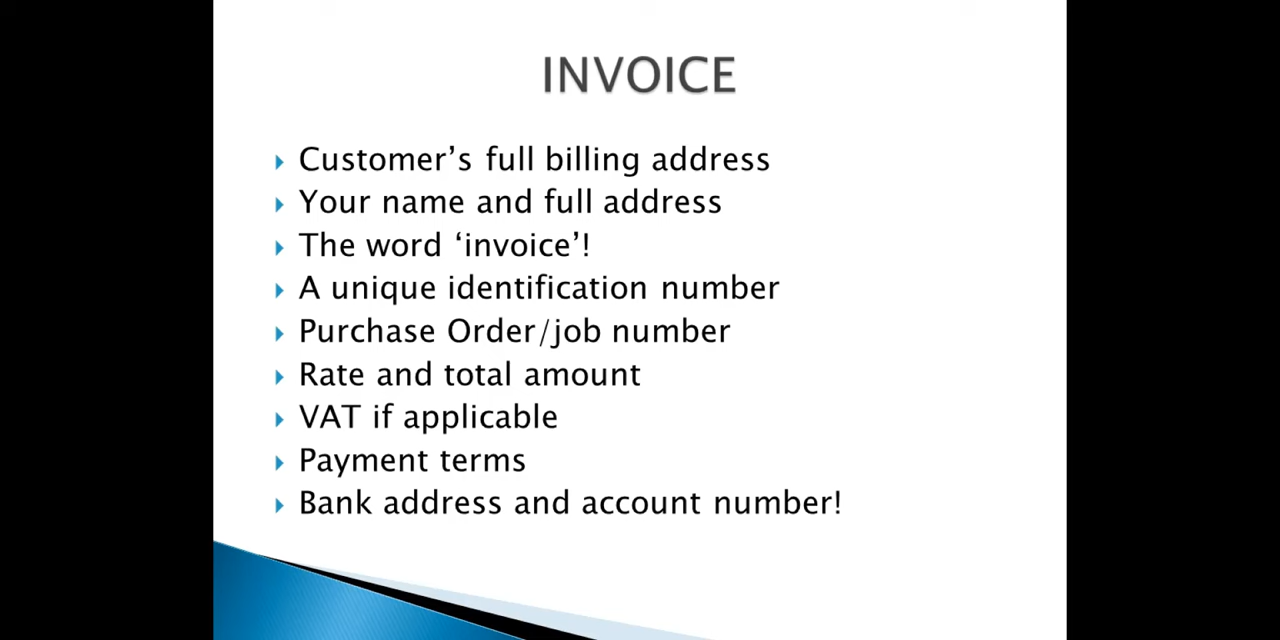 INVOICE
Customer’s full billing address
Your name and full address
The word ‘invoice’!
A unique identification number
Purchase Order/job number
Rate and total amount
VAT if applicable
Payment terms
Bank address and account number!